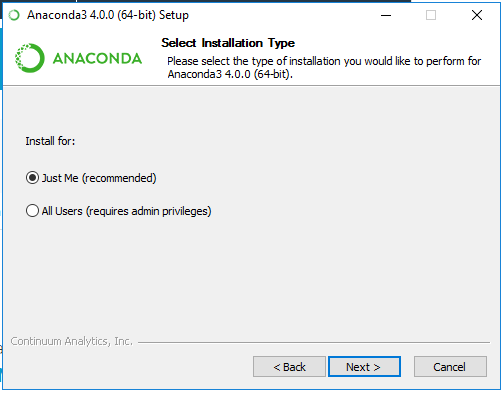 Anaconda3 4.0.0 (64-bit) Setup
ANACONDA
Select Installation Type
Please select the type of installation you would like to perform for
Anaconda3 4.0.0 (64-bit).
Install for:
Just Me (recommended)
All Users (requires admin privileges)
Continuum Analytics, Inc.
< Back
Next >
Cancel